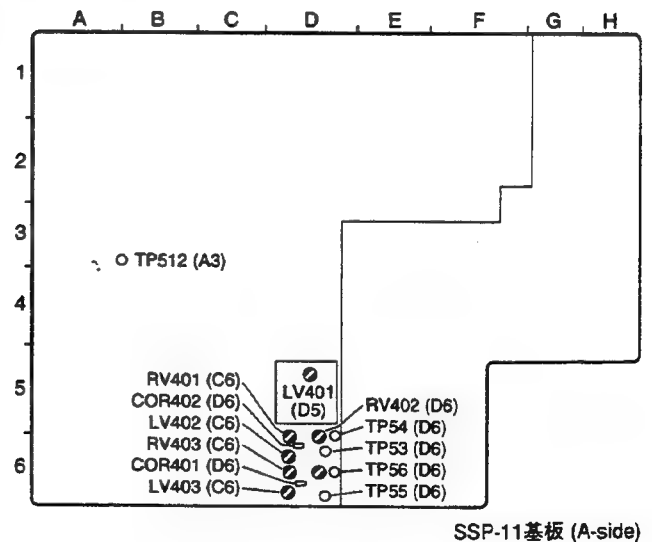 A B C D E F G H
1
2
3
TP512 (A3)
4
5
6
LV401
(D5)
RV401 (C6)
COR402 (D6)
LV402 (C6)
RV403 (C6)
COR401 (D6)
LV403 (C6)
RV402 (D6)
TP54 (D6)
TP53 (D6)
TP56 (D6)
TP55 (D6)
SSP-11基板 (A-side)